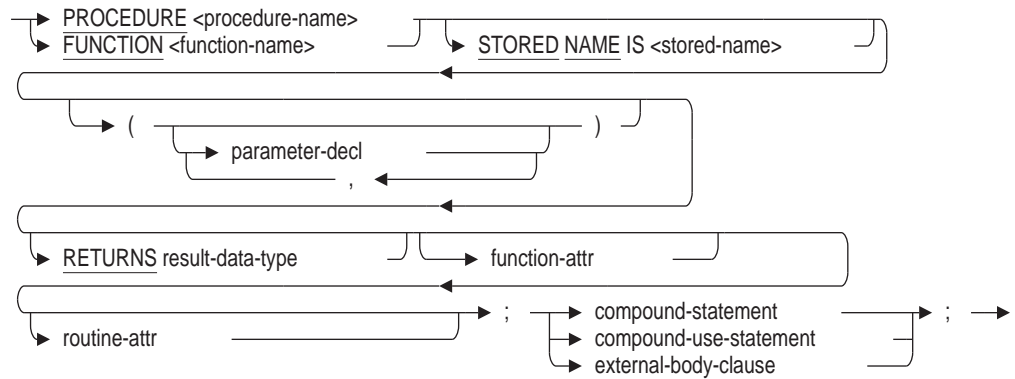 PROCEDURE <procedure-name>
FUNCTION <function-name>
STORED NAME IS <stored-name>
( )
parameter-decl
,
RETURNS result-data-type
function-attr
routine-attr
; compound-statement ;
compound-use-statement
external-body-clause